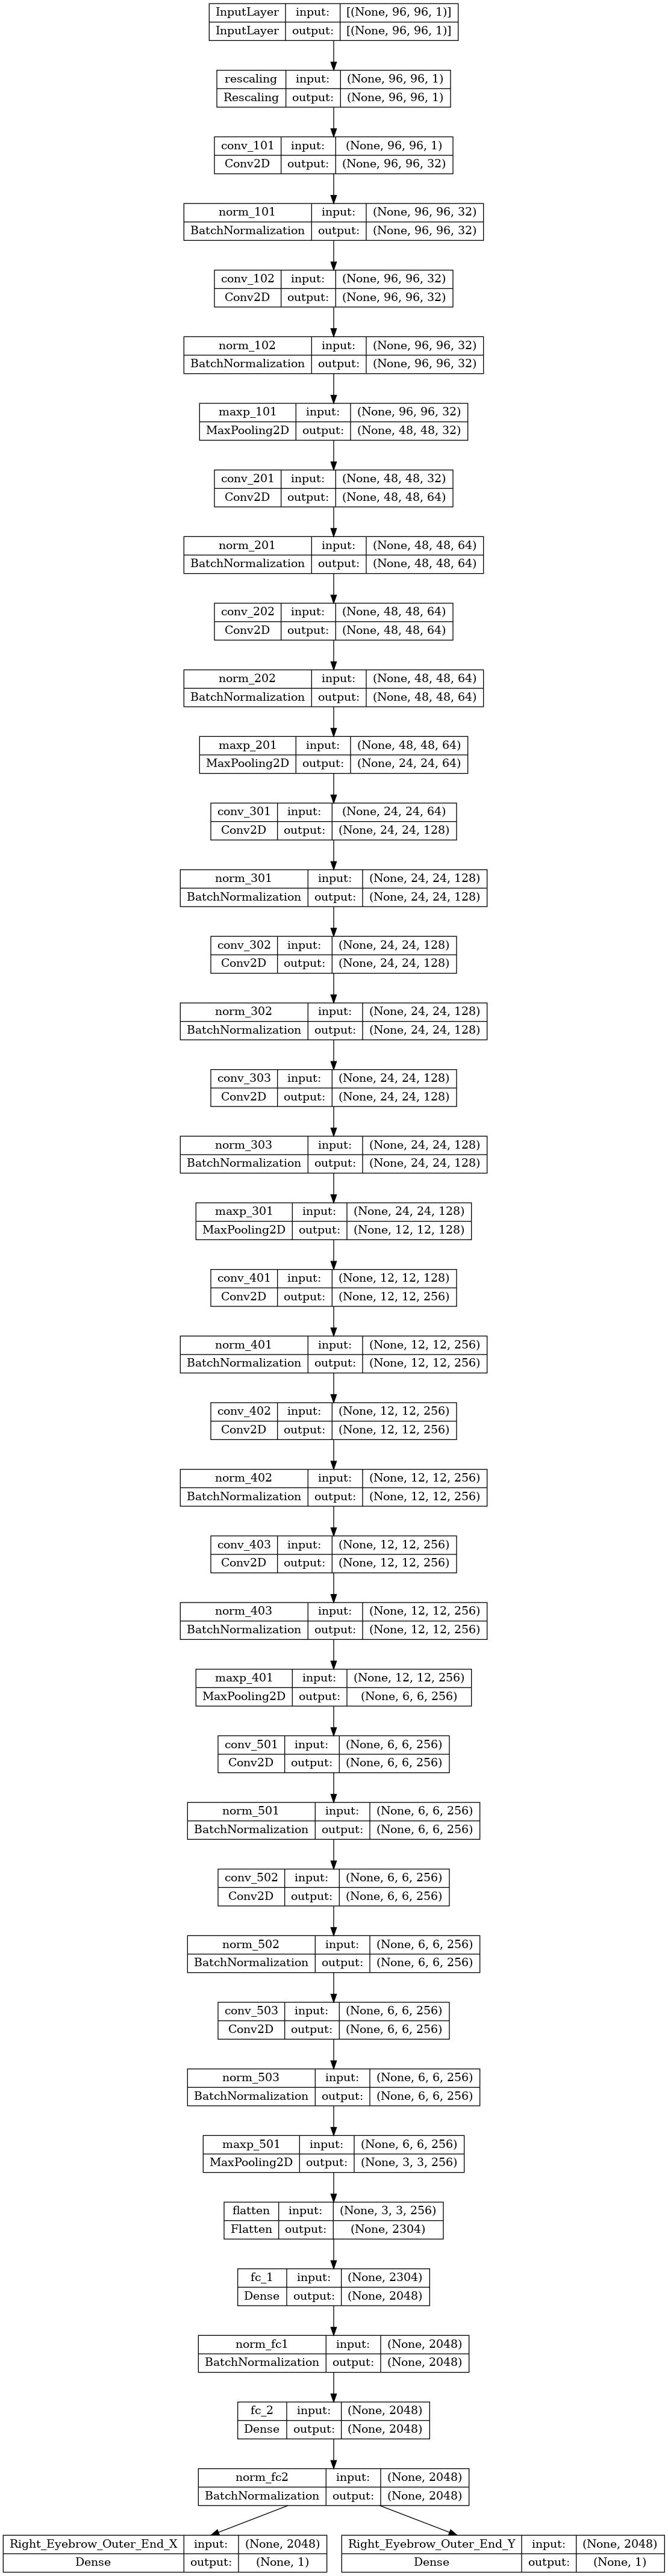 InputLayer input: [(None, 96, 96, 1)]
InputLayer output: [(None, 96, 96, 1)]
rescaling input: (None, 96, 96, 1)
Rescaling output: (None, 96, 96, 1)
conv_101 input: (None, 96, 96, 1)
Conv2D output: (None, 96, 96, 32)
norm_101 input: (None, 96, 96, 32)
BatchNormalization output: (None, 96, 96, 32)
conv_102 input: (None, 96, 96, 32)
Conv2D output: (None, 96, 96, 32)
norm_102 input: (None, 96, 96, 32)
BatchNormalization output: (None, 96, 96, 32)
maxp_101 input: (None, 96, 96, 32)
MaxPooling2D output: (None, 48, 48, 32)
conv_201 input: (None, 48, 48, 32)
Conv2D output: (None, 48, 48, 64)
norm_201 input: (None, 48, 48, 64)
BatchNormalization output: (None, 48, 48, 64)
conv_202 input: (None, 48, 48, 64)
Conv2D output: (None, 48, 48, 64)
norm_202 input: (None, 48, 48, 64)
BatchNormalization output: (None, 48, 48, 64)
maxp_201 input: (None, 48, 48, 64)
MaxPooling2D output: (None, 24, 24, 64)
conv_301 input: (None, 24, 24, 64)
Conv2D output: (None, 24, 24, 128)
norm_301 input: (None, 24, 24, 128)
BatchNormalization output: (None, 24, 24, 128)
conv_302 input: (None, 24, 24, 128)
Conv2D output: (None, 24, 24, 128)
norm_302 input: (None, 24, 24, 128)
BatchNormalization output: (None, 24, 24, 128)
conv_303 input: (None, 24, 24, 128)
Conv2D output: (None, 24, 24, 128)
norm_303 input: (None, 24, 24, 128)
BatchNormalization output: (None, 24, 24, 128)
maxp_301 input: (None, 24, 24, 128)
MaxPooling2D output: (None, 12, 12, 128)
conv_401 input: (None, 12, 12, 128)
Conv2D output: (None, 12, 12, 256)
norm_401 input: (None, 12, 12, 256)
BatchNormalization output: (None, 12, 12, 256)
conv_402 input: (None, 12, 12, 256)
Conv2D output: (None, 12, 12, 256)
norm_402 input: (None, 12, 12, 256)
BatchNormalization output: (None, 12, 12, 256)
conv_403 input: (None, 12, 12, 256)
Conv2D output: (None, 12, 12, 256)
norm_403 input: (None, 12, 12, 256)
BatchNormalization output: (None, 12, 12, 256)
maxp_401 input: (None, 12, 12, 256)
MaxPooling2D output: (None, 6, 6, 256)
conv_501 input: (None, 6, 6, 256)
Conv2D output: (None, 6, 6, 256)
norm_501 input: (None, 6, 6, 256)
BatchNormalization output: (None, 6, 6, 256)
conv_502 input: (None, 6, 6, 256)
Conv2D output: (None, 6, 6, 256)
norm_502 input: (None, 6, 6, 256)
BatchNormalization output: (None, 6, 6, 256)
conv_503 input: (None, 6, 6, 256)
Conv2D output: (None, 6, 6, 256)
norm_503 input: (None, 6, 6, 256)
BatchNormalization output: (None, 6, 6, 256)
maxp_501 input: (None, 6, 6, 256)
MaxPooling2D output: (None, 3, 3, 256)
flatten input: (None, 3, 3, 256)
Flatten output: (None, 2304)
fc_1 input: (None, 2304)
Dense output: (None, 2048)
norm_fc1 input: (None, 2048)
BatchNormalization output: (None, 2048)
fc_2 input: (None, 2048)
Dense output: (None, 2048)
norm_fc2 input: (None, 2048)
BatchNormalization output: (None, 2048)
Right_Eyebrow_Outer_End_X input: (None, 2048)
Dense output: (None, 1)
Right_Eyebrow_Outer_End_Y input: (None, 2048)
Dense output: (None, 1)